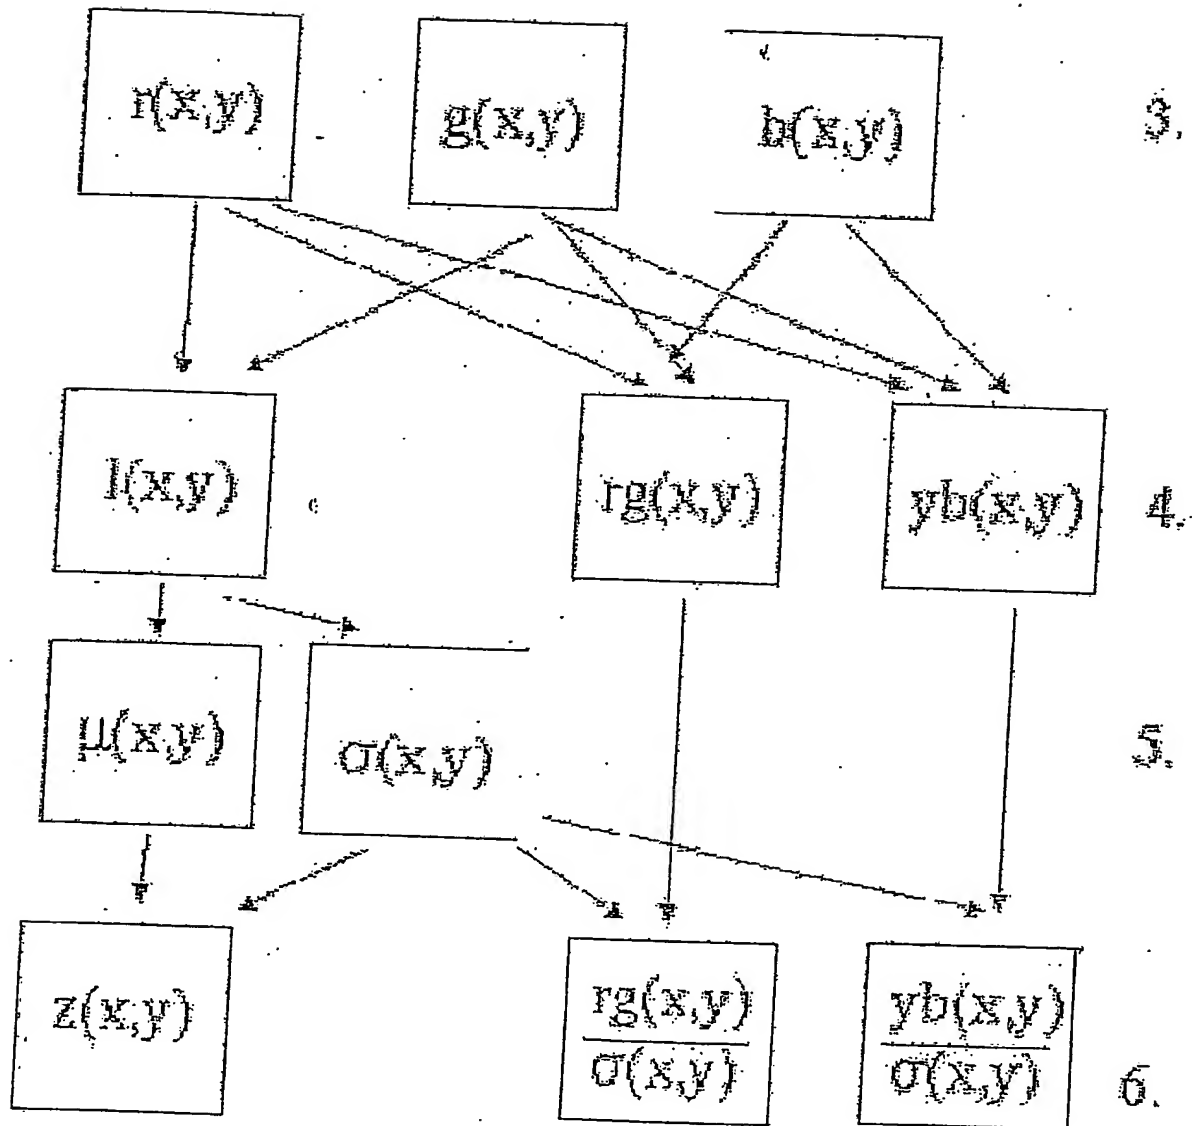 r(x,y) g(x,y) b(x,y) 3.
l(x,y) rg(x,y) yb(x,y) 4.
μ(x,y) σ(x,y) 5.
z(x,y) rg(x,y) yb(x,y)
σ(x,y) σ(x,y) 6.